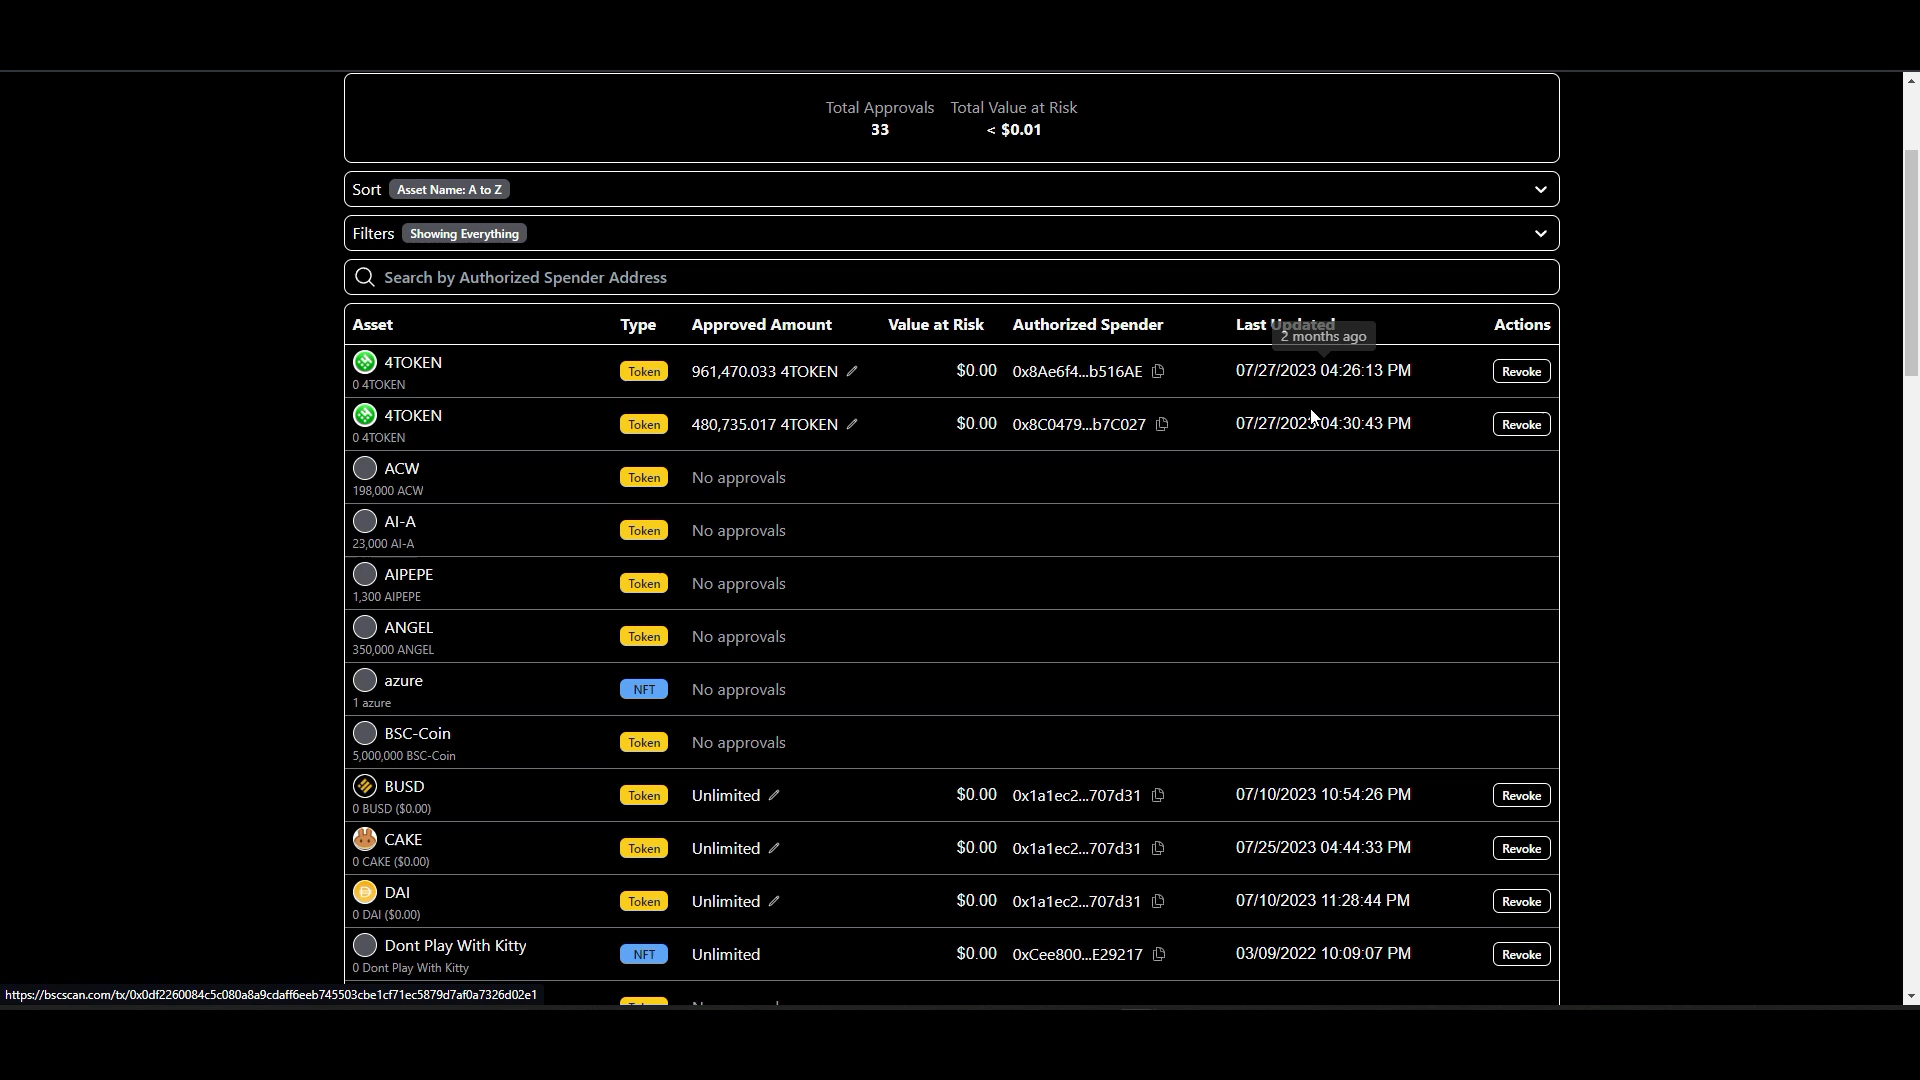 Total Approvals Total Value at Risk
33 < $0.01
Sort Asset Name: A to Z
Filters Showing Everything
Search by Authorized Spender Address
Asset Type Approved Amount Value at Risk Authorized Spender Last Updated Actions
2 months ago
4TOKEN
0 4TOKEN
Token 961,470.033 4TOKEN $0.00 0x8Ae6f4...b516AE 07/27/2023 04:26:13 PM Revoke
4TOKEN
0 4TOKEN
Token 480,735.017 4TOKEN $0.00 0x8C0479...b7C027 07/27/2023 04:30:43 PM Revoke
ACW
198,000 ACW
Token No approvals
AI-A
23,000 AI-A
Token No approvals
AIPEPE
1,300 AIPEPE
Token No approvals
ANGEL
350,000 ANGEL
Token No approvals
azure
1 azure
NFT No approvals
BSC-Coin
5,000,000 BSC-Coin
Token No approvals
BUSD
0 BUSD ($0.00)
Token Unlimited $0.00 0x1a1ec2...707d31 07/10/2023 10:54:26 PM Revoke
CAKE
0 CAKE ($0.00)
Token Unlimited $0.00 0x1a1ec2...707d31 07/25/2023 04:44:33 PM Revoke
DAI
0 DAI ($0.00)
Token Unlimited $0.00 0x1a1ec2...707d31 07/10/2023 11:28:44 PM Revoke
Dont Play With Kitty
0 Dont Play With Kitty
NFT Unlimited $0.00 0xCee800...E29217 03/09/2022 10:09:07 PM Revoke
https://bscscan.com/tx/0x0df2260084c5c080a8a9cdaff6eeb745503cbe1cf71ec5879d7af0a7326d02e1